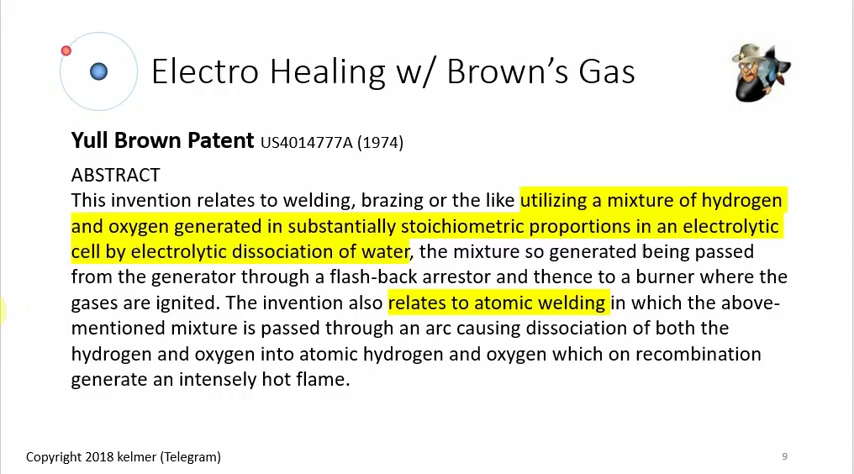 Electro Healing w/ Brown’s Gas
Yull Brown Patent US4014777A (1974)
ABSTRACT
This invention relates to welding, brazing or the like utilizing a mixture of hydrogen
and oxygen generated in substantially stoichiometric proportions in an electrolytic
cell by electrolytic dissociation of water, the mixture so generated being passed
from the generator through a flash-back arrestor and thence to a burner where the
gases are ignited. The invention also relates to atomic welding in which the above-
mentioned mixture is passed through an arc causing dissociation of both the
hydrogen and oxygen into atomic hydrogen and oxygen which on recombination
generate an intensely hot flame.
Copyright 2018 kelmer (Telegram)
9